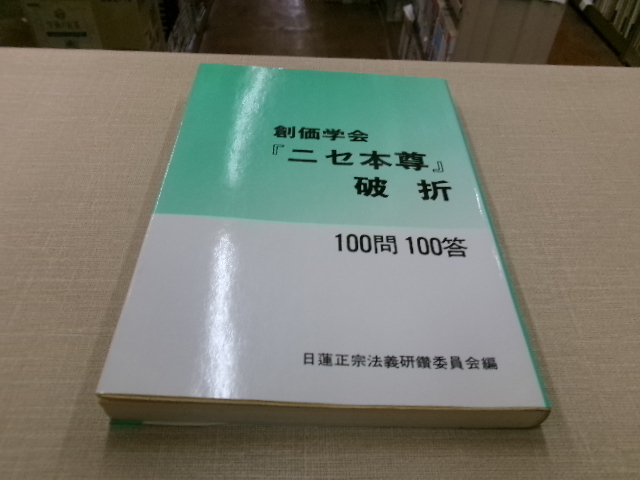 創価学会
『ニセ本尊』
破折
100問100答
日蓮正宗法義研鑽委員会編